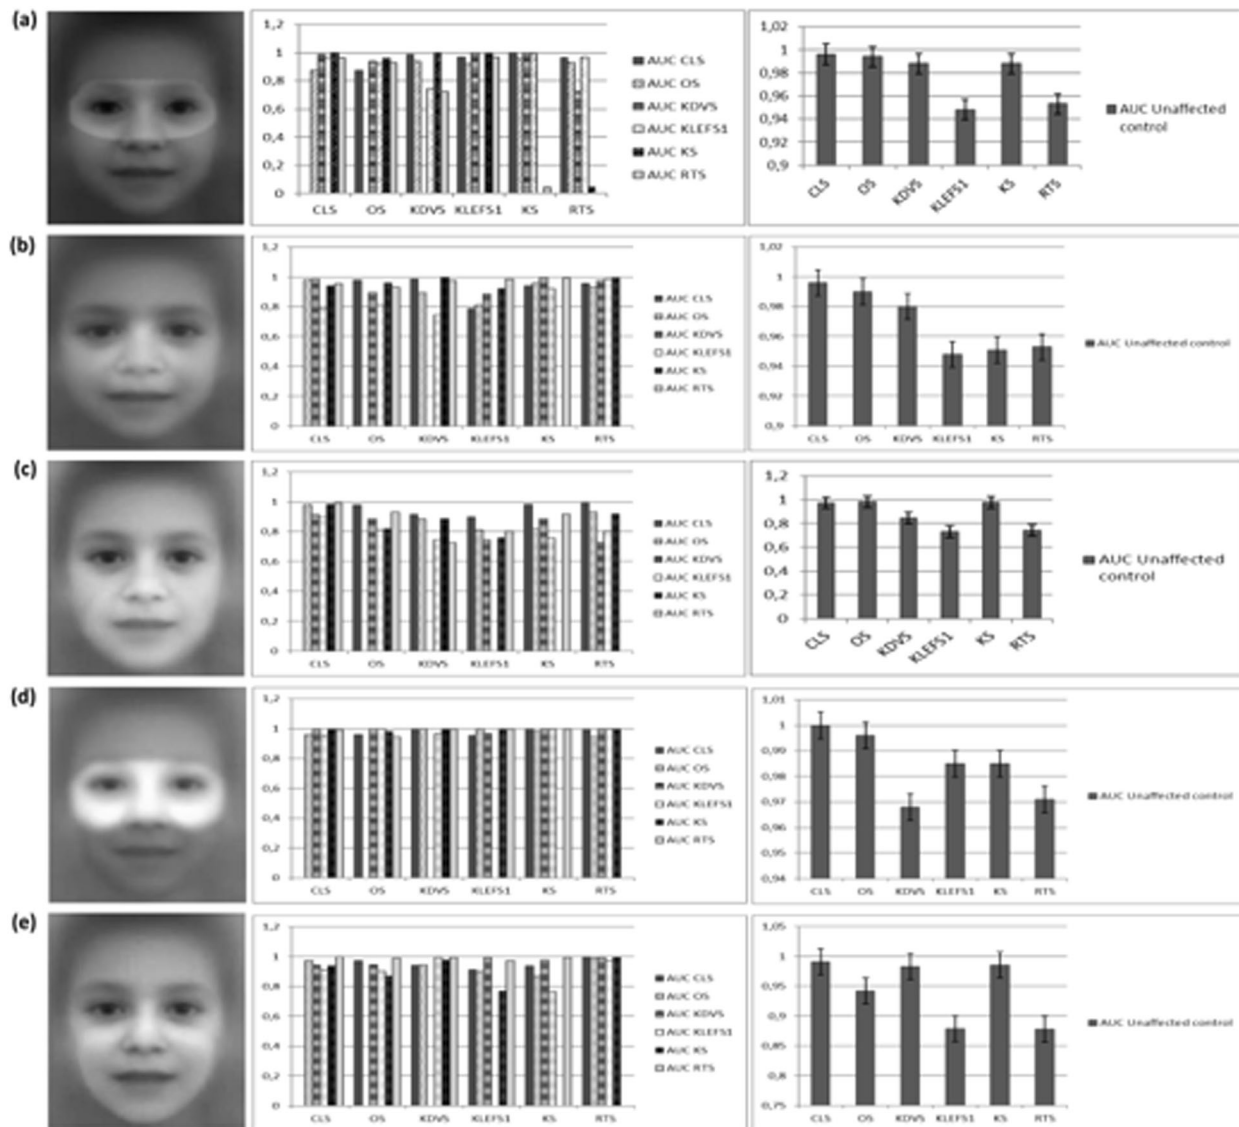 (a)
1,2
1
0,8
0,6
0,4
0,2
0
CLS OS KDVS KLEFS1 KS RTS
AUC CLS
AUC OS
AUC KDVS
AUC KLEFS1
AUC KS
AUC RTS
1,02
1
0,98
0,96
0,94
0,92
0,9
CLS OS KDVS KLEFS1 KS RTS
AUC Unaffected
control
(b)
1,2
1
0,8
0,6
0,4
0,2
0
CLS OS KDVS KLEFS1 KS RTS
AUC CLS
AUC OS
AUC KDVS
AUC KLEFS1
AUC KS
AUC RTS
1,02
1
0,98
0,96
0,94
0,92
0,9
CLS OS KDVS KLEFS1 KS RTS
AUC Unaffected control
(c)
1,2
1
0,8
0,6
0,4
0,2
0
CLS OS KDVS KLEFS1 KS RTS
AUC CLS
AUC OS
AUC KDVS
AUC KLEFS1
AUC KS
AUC RTS
1,2
1
0,8
0,6
0,4
0,2
0
CLS OS KDVS KLEFS1 KS RTS
AUC Unaffected
control
(d)
1,2
1
0,8
0,6
0,4
0,2
0
CLS OS KDVS KLEFS1 KS RTS
AUC CLS
AUC OS
AUC KDVS
AUC KLEFS1
AUC KS
AUC RTS
1,01
1
0,99
0,98
0,97
0,96
0,95
0,94
CLS OS KDVS KLEFS1 KS RTS
AUC Unaffected control
(e)
1,2
1
0,8
0,6
0,4
0,2
0
CLS OS KDVS KLEFS1 KS RTS
AUC CLS
AUC OS
AUC KDVS
AUC KLEFS1
AUC KS
AUC RTS
1,05
1
0,95
0,9
0,85
0,8
0,75
CLS OS KDVS KLEFS1 KS RTS
AUC Unaffected control